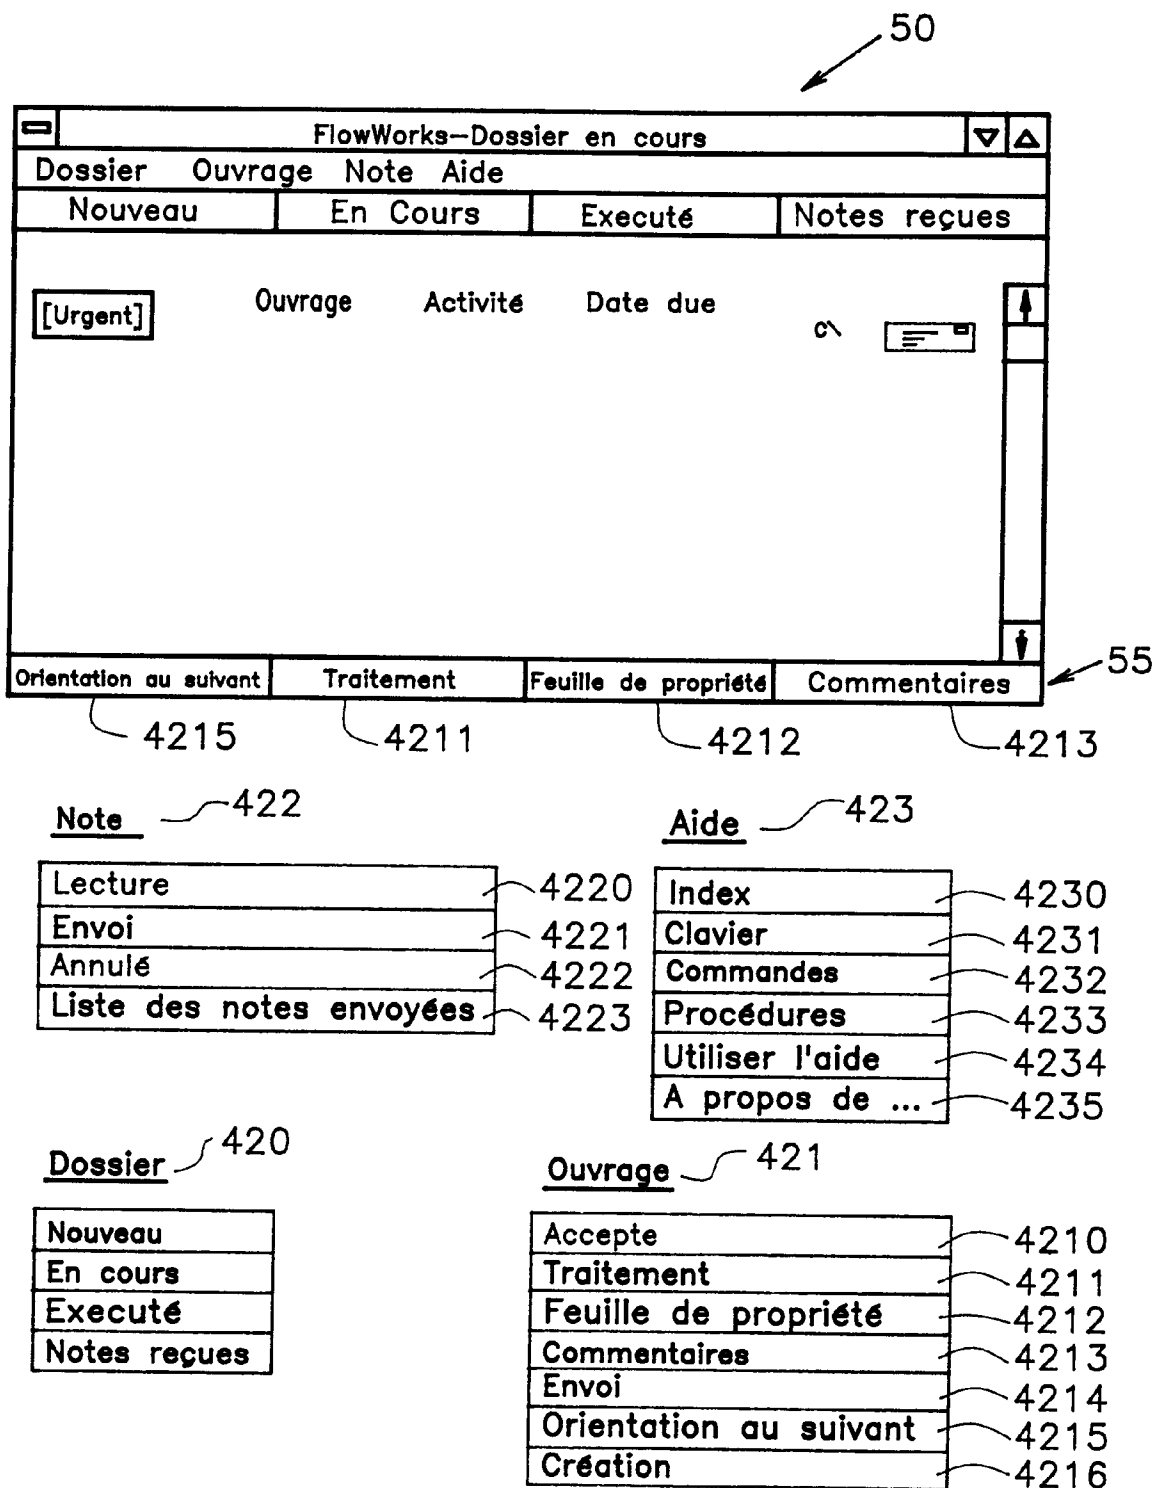 50
FlowWorks-Dossier en cours
Dossier Ouvrage Note Aide
Nouveau En Cours Executé Notes reçues
[Urgent] Ouvrage Activité Date due
c\
Orientation au suivant Traitement Feuille de propriété Commentaires 55
4215 4211 4212 4213
Note 422
Lecture 4220
Envoi 4221
Annulé 4222
Liste des notes envoyées 4223
Aide 423
Index 4230
Clavier 4231
Commandes 4232
Procédures 4233
Utiliser l'aide 4234
A propos de ... 4235
Dossier 420
Nouveau
En cours
Executé
Notes reçues
Ouvrage 421
Accepte 4210
Traitement 4211
Feuille de propriété 4212
Commentaires 4213
Envoi 4214
Orientation au suivant 4215
Création 4216